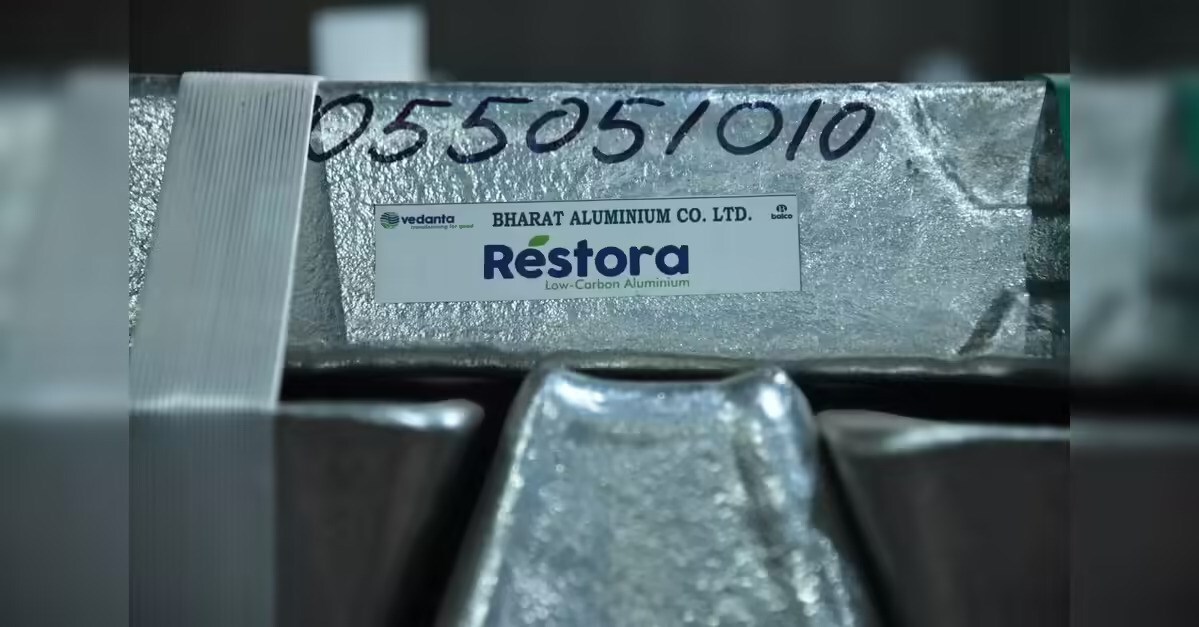 055051010
vedanta
transforming for good
BHARAT ALUMINIUM CO. LTD.
balco
Restora
Low-Carbon Aluminium